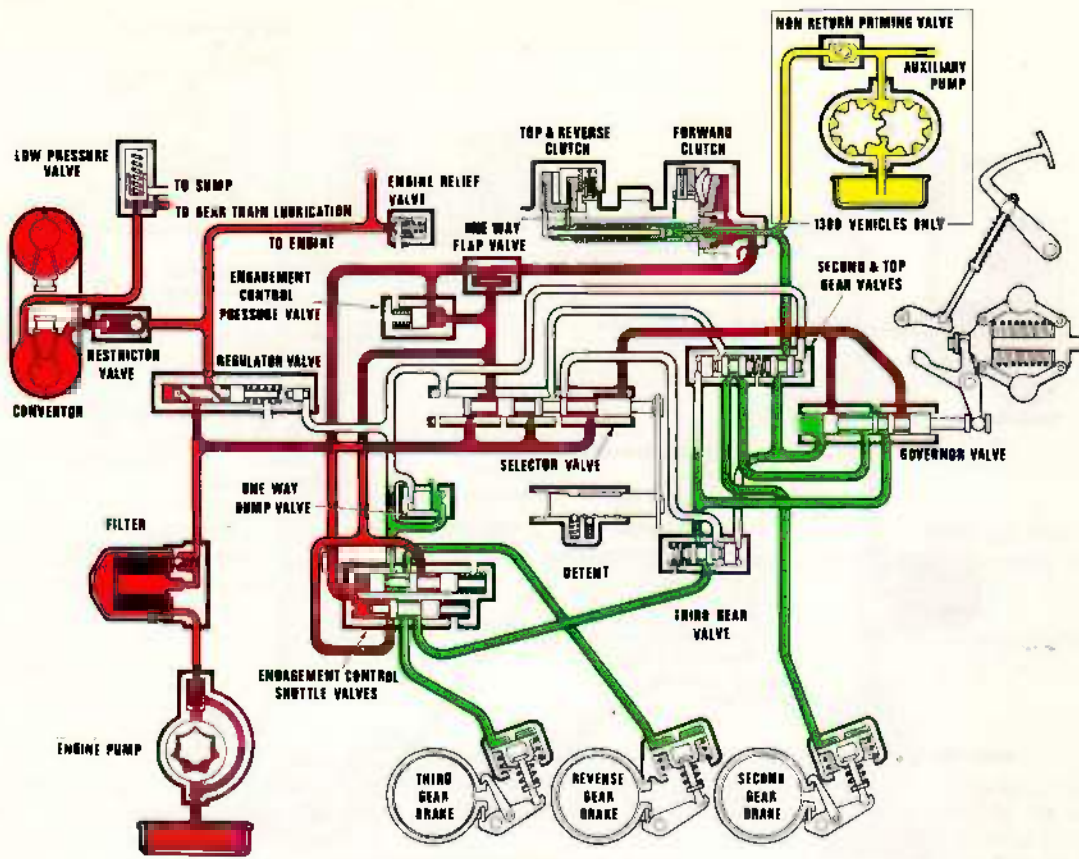 NON RETURN PRIMING VALVE
AUXILIARY
PUMP
1300 VEHICLES ONLY
TOP & REVERSE
CLUTCH
FORWARD
CLUTCH
LOW PRESSURE
VALVE
TO SUMP
TO GEAR TRAIN LUBRICATION
TO ENGINE
ENGINE RELIEF
VALVE
ONE WAY
FLAP VALVE
ENGAGEMENT
CONTROL
PRESSURE VALVE
SECOND & TOP
GEAR VALVES
RESTRICTOR
VALVE
REGULATOR VALVE
CONVERTOR
SELECTOR VALVE
GOVERNOR VALVE
ONE WAY
DUMP VALVE
FILTER
DETENT
THIRD GEAR
VALVE
ENGAGEMENT CONTROL
SHUTTLE VALVES
ENGINE PUMP
THIRD
GEAR
BRAKE
REVERSE
GEAR
BRAKE
SECOND
GEAR
BRAKE